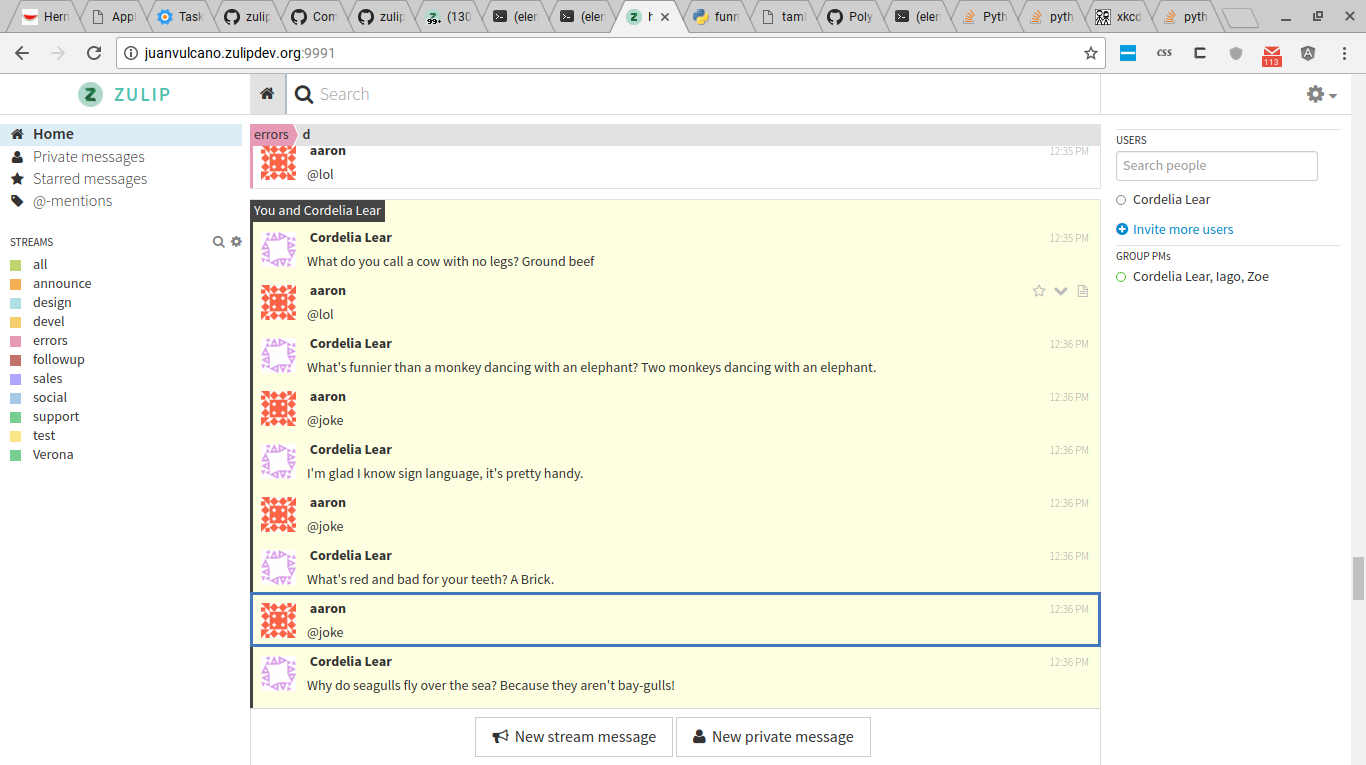 Hern
Appl
Task
zulip
Com
zulip
99+ (130
(eler
(eler
z h
funn
tam
Poly
(eler
Pyth
pyth
xkcd
pyth
juanvulcano.zulipdev.org:9991
css
C
113
A
Z ZULIP
Search
Home
Private messages
Starred messages
@-mentions
STREAMS
all
announce
design
devel
errors
followup
sales
social
support
test
Verona
errors d
aaron 12:35 PM
@lol
You and Cordelia Lear
Cordelia Lear 12:35 PM
What do you call a cow with no legs? Ground beef
aaron
@lol
Cordelia Lear 12:36 PM
What's funnier than a monkey dancing with an elephant? Two monkeys dancing with an elephant.
aaron 12:36 PM
@joke
Cordelia Lear 12:36 PM
I'm glad I know sign language, it's pretty handy.
aaron 12:36 PM
@joke
Cordelia Lear 12:36 PM
What's red and bad for your teeth? A Brick.
aaron 12:36 PM
@joke
Cordelia Lear 12:36 PM
Why do seagulls fly over the sea? Because they aren't bay-gulls!
New stream message
New private message
USERS
Search people
Cordelia Lear
Invite more users
GROUP PMs
Cordelia Lear, Iago, Zoe